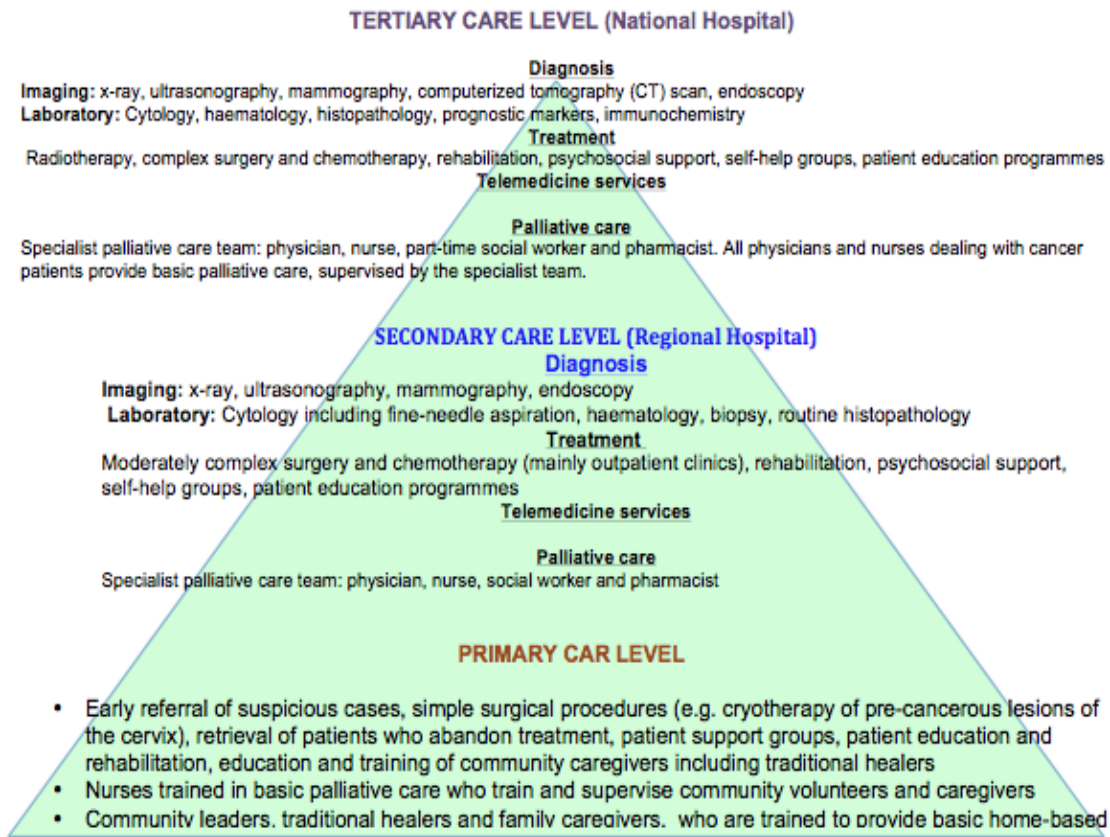 TERTIARY CARE LEVEL (National Hospital)
Diagnosis
Imaging: x-ray, ultrasonography, mammography, computerized tomography (CT) scan, endoscopy
Laboratory: Cytology, haematology, histopathology, prognostic markers, immunochemistry
Treatment
Radiotherapy, complex surgery and chemotherapy, rehabilitation, psychosocial support, self-help groups, patient education programmes
Telemedicine services
Palliative care
Specialist palliative care team: physician, nurse, part-time social worker and pharmacist. All physicians and nurses dealing with cancer
patients provide basic palliative care, supervised by the specialist team.
SECONDARY CARE LEVEL (Regional Hospital)
Diagnosis
Imaging: x-ray, ultrasonography, mammography, endoscopy
Laboratory: Cytology including fine-needle aspiration, haematology, biopsy, routine histopathology
Treatment
Moderately complex surgery and chemotherapy (mainly outpatient clinics), rehabilitation, psychosocial support,
self-help groups, patient education programmes
Telemedicine services
Palliative care
Specialist palliative care team: physician, nurse, social worker and pharmacist
PRIMARY CAR LEVEL
• Early referral of suspicious cases, simple surgical procedures (e.g. cryotherapy of pre-cancerous lesions of
the cervix), retrieval of patients who abandon treatment, patient support groups, patient education and
rehabilitation, education and training of community caregivers including traditional healers
• Nurses trained in basic palliative care who train and supervise community volunteers and caregivers
• Community leaders, traditional healers and family caregivers, who are trained to provide basic home-based